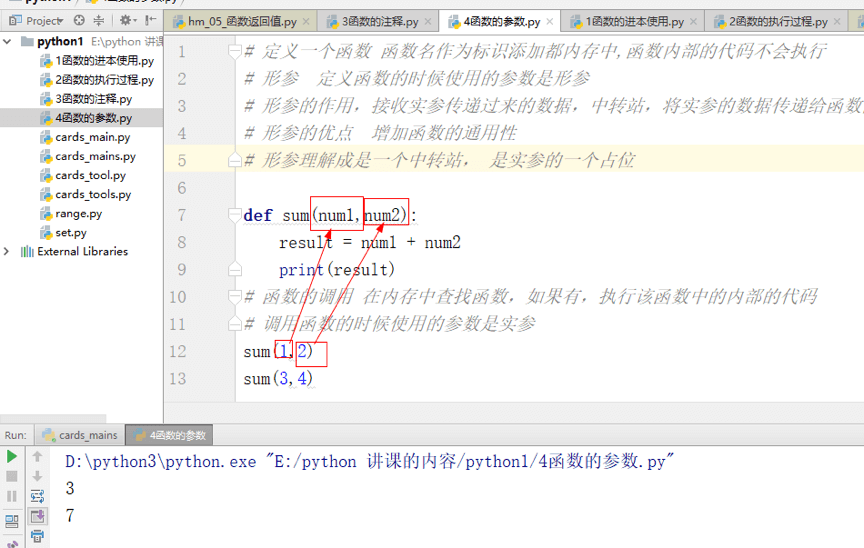 Project
hm_05_函数返回值.py
3函数的注释.py
4函数的参数.py
1函数的进本使用.py
2函数的执行过程.py
python1 E:\python 讲课
1函数的进本使用.py
2函数的执行过程.py
3函数的注释.py
4函数的参数.py
cards_main.py
cards_mains.py
cards_tool.py
cards_tools.py
range.py
set.py
External Libraries
1 # 定义一个函数 函数名作为标识添加都内存中,函数内部的代码不会执行
2 # 形参 定义函数的时候使用的参数是形参
3 # 形参的作用，接收实参传递过来的数据，中转站，将实参的数据传递给函数
4 # 形参的优点 增加函数的通用性
5 # 形参理解成是一个中转站， 是实参的一个占位
6
7 def sum(num1,num2):
8 result = num1 + num2
9 print(result)
10 # 函数的调用 在内存中查找函数，如果有，执行该函数中的内部的代码
11 # 调用函数的时候使用的参数是实参
12 sum(1,2)
13 sum(3,4)
Run:
cards_mains
4函数的参数
D:\python3\python.exe "E:/python 讲课的内容/python1/4函数的参数.py"
3
7